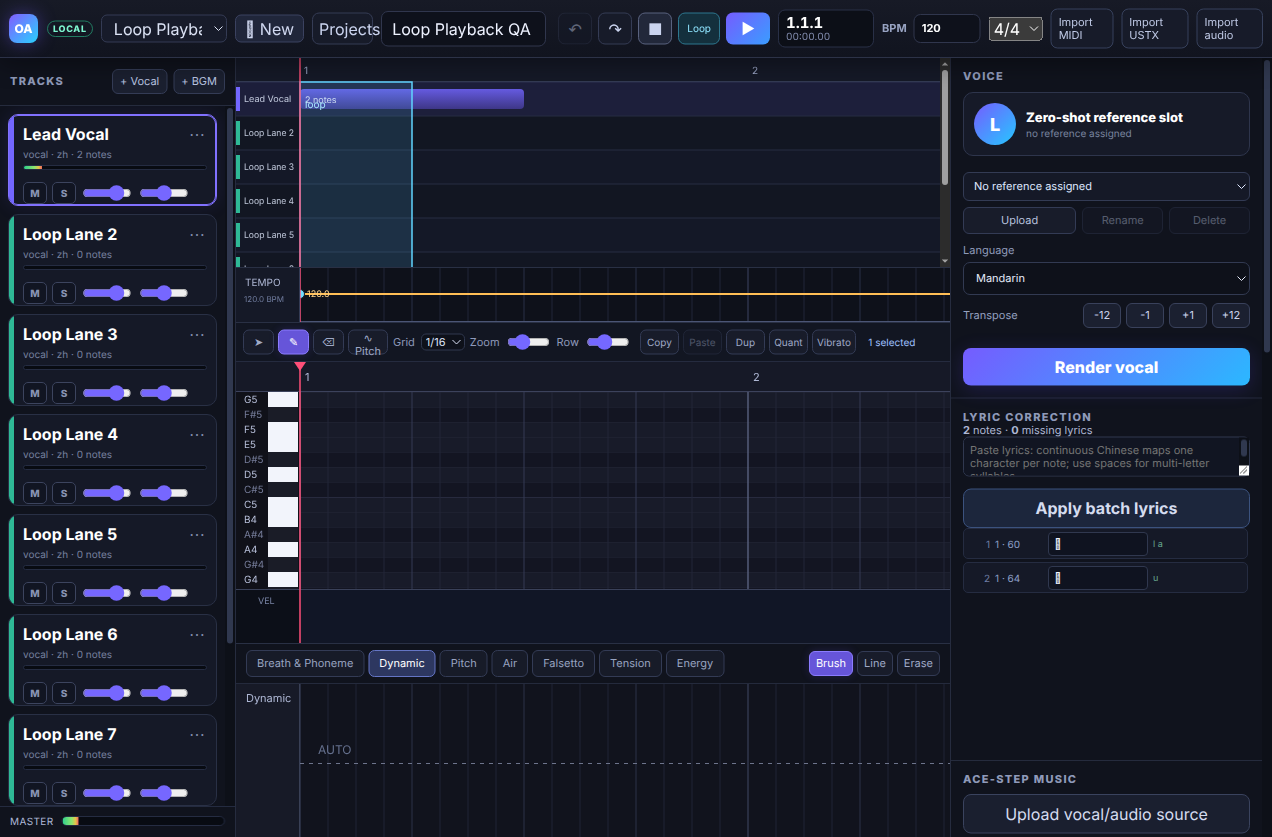 OA
LOCAL
Loop Playba
New
Projects
Loop Playback QA
Loop
1.1.1
00:00.00
BPM
120
4/4
Import MIDI
Import USTX
Import audio
TRACKS
+ Vocal
+ BGM
Lead Vocal
vocal · zh · 2 notes
M
S
Loop Lane 2
vocal · zh · 0 notes
M
S
Loop Lane 3
vocal · zh · 0 notes
M
S
Loop Lane 4
vocal · zh · 0 notes
M
S
Loop Lane 5
vocal · zh · 0 notes
M
S
Loop Lane 6
vocal · zh · 0 notes
M
S
Loop Lane 7
vocal · zh · 0 notes
M
S
MASTER
1
2
Lead Vocal
2 notes
loop
Loop Lane 2
Loop Lane 3
Loop Lane 4
Loop Lane 5
TEMPO
120.0 BPM
120.0
Pitch
Grid
1/16
Zoom
Row
Copy
Paste
Dup
Quant
Vibrato
1 selected
1
2
G5
F#5
F5
E5
D#5
D5
C#5
C5
B4
A#4
A4
G#4
G4
VEL
Breath & Phoneme
Dynamic
Pitch
Air
Falsetto
Tension
Energy
Brush
Line
Erase
Dynamic
AUTO
VOICE
L
Zero-shot reference slot
no reference assigned
No reference assigned
Upload
Rename
Delete
Language
Mandarin
Transpose
-12
-1
+1
+12
Render vocal
LYRIC CORRECTION
2 notes · 0 missing lyrics
Paste lyrics: continuous Chinese maps one
character per note; use spaces for multi-letter
Apply batch lyrics
1 1 · 60
l a
2 1 · 64
u
ACE-STEP MUSIC
Upload vocal/audio source